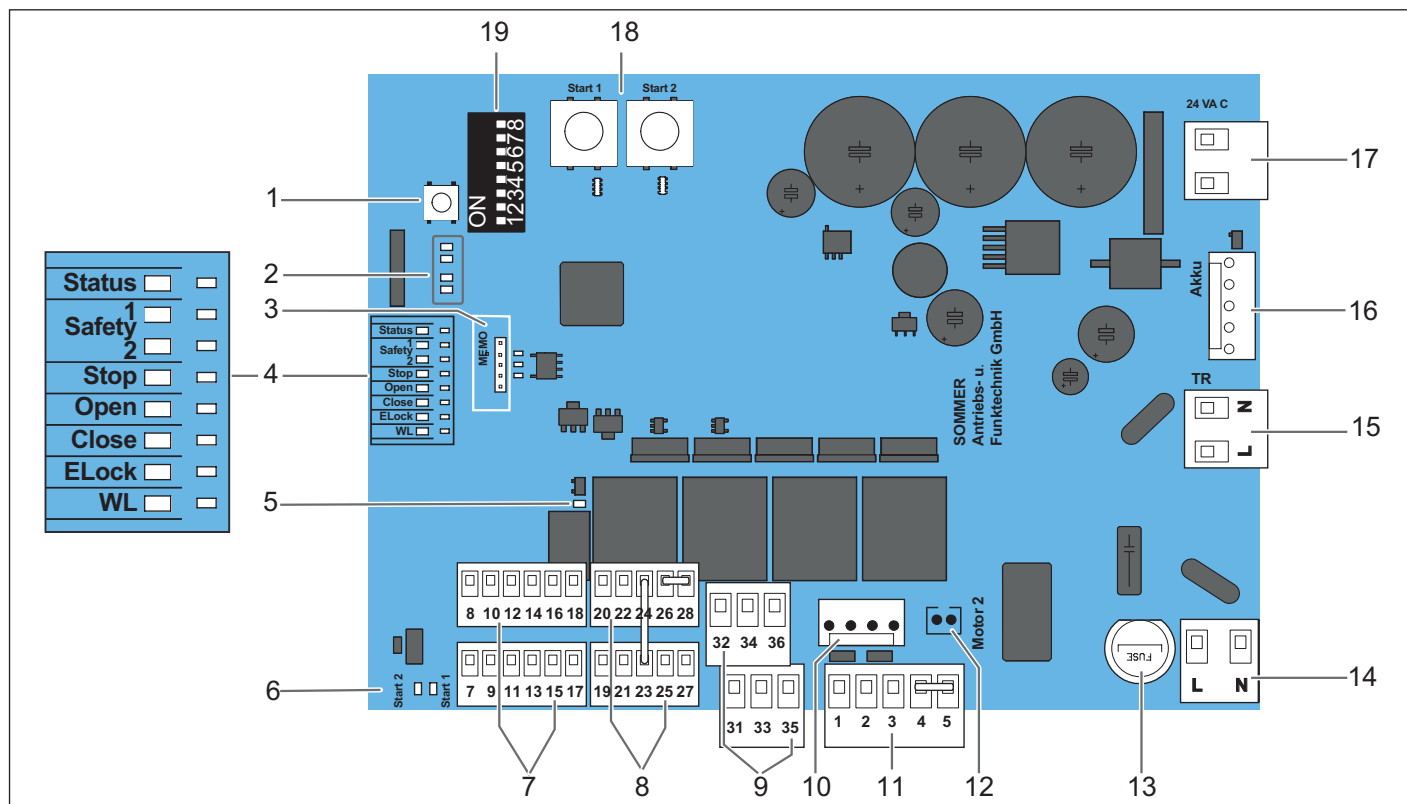 19
18
Start 1
Start 2
24 VA C
17
1
ON
12345678
2
Akku
16
3
MEMO
Status
1
Safety
2
Stop
Open
Close
ELock
WL
4
Status
1
Safety
2
Stop
Open
Close
ELock
WL
SOMMER
Antriebs- u.
Funktechnik GmbH
TR
N
L
15
5
8 10 12 14 16 18
20 22 24 26 28
32 34 36
Motor 2
FUSE
6
Start 2
Start 1
7 9 11 13 15 17
19 21 23 25 27
31 33 35
1 2 3 4 5
L N
14
7
8
9
10
11
12
13